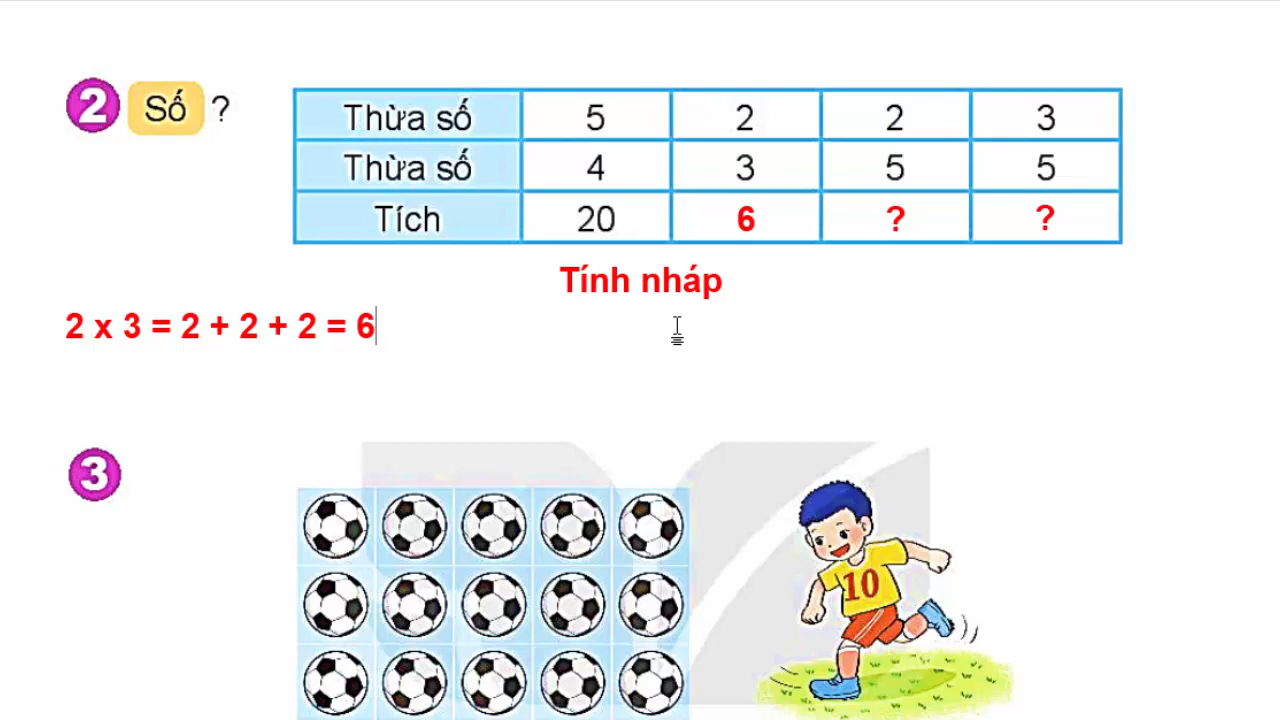 2 Số ?
Thừa số 5 2 2 3
Thừa số 4 3 5 5
Tích 20 6 ? ?
Tính nháp
2 x 3 = 2 + 2 + 2 = 6
3
10